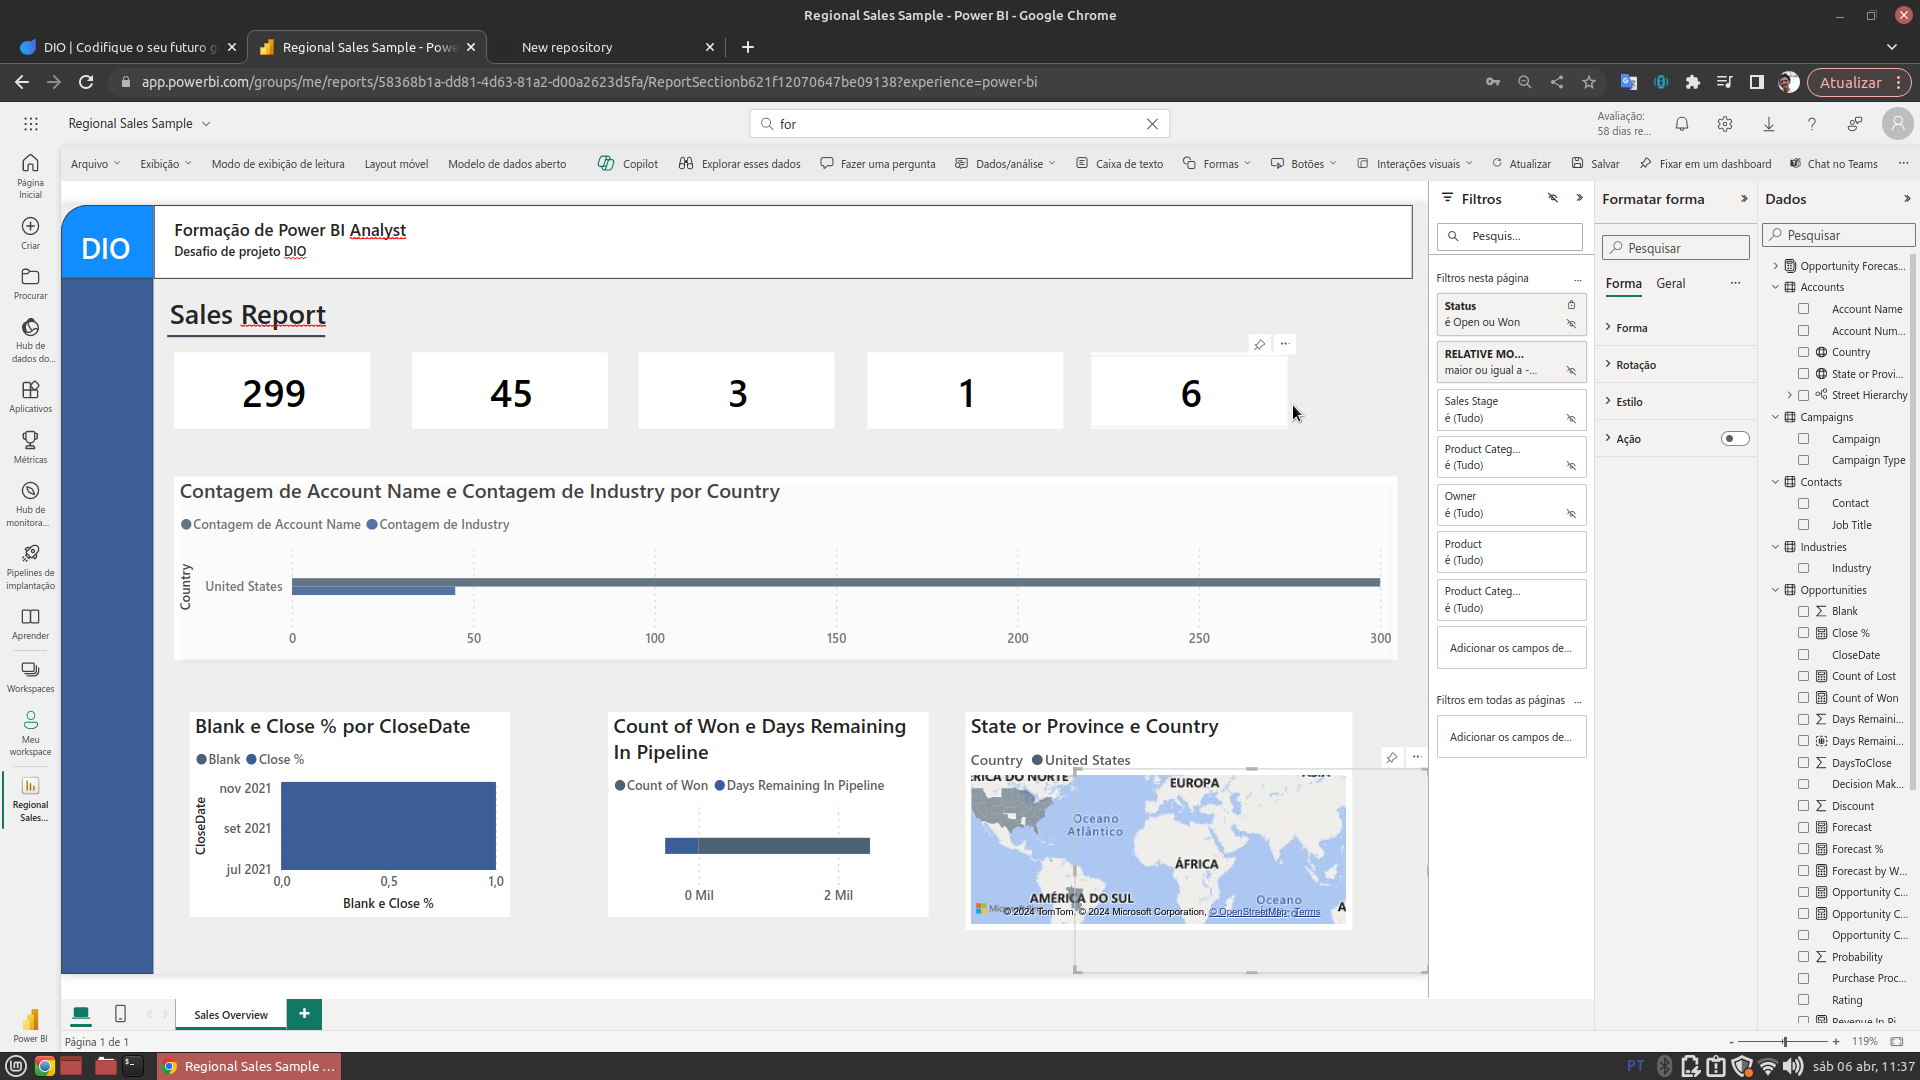 Regional Sales Sample - Power BI - Google Chrome
DIO | Codifique o seu futuro g
Regional Sales Sample - Powe
New repository
app.powerbi.com/groups/me/reports/58368b1a-dd81-4d63-81a2-d00a2623d5fa/ReportSectionb621f12070647be09138?experience=power-bi
Atualizar
Regional Sales Sample
for
Avaliação:
58 dias re...
Arquivo
Exibição
Modo de exibição de leitura
Layout móvel
Modelo de dados aberto
Copilot
Explorar esses dados
Fazer uma pergunta
Dados/análise
Caixa de texto
Formas
Botões
Interações visuais
Atualizar
Salvar
Fixar em um dashboard
Chat no Teams
Página
Inicial
Criar
Procurar
Hub de
dados do...
Aplicativos
Métricas
Hub de
monitora...
Pipelines de
implantação
Aprender
Workspaces
Meu
workspace
Regional
Sales...
Power BI
DIO
Formação de Power BI Analyst
Desafio de projeto DIO
Sales Report
299
45
3
1
6
Contagem de Account Name e Contagem de Industry por Country
Contagem de Account Name
Contagem de Industry
Country
United States
0
50
100
150
200
250
300
Blank e Close % por CloseDate
Blank
Close %
CloseDate
nov 2021
set 2021
jul 2021
0,0
0,5
1,0
Blank e Close %
Count of Won e Days Remaining
In Pipeline
Count of Won
Days Remaining In Pipeline
0 Mil
2 Mil
State or Province e Country
Country
United States
RICA DO NORTE
EUROPA
Oceano
Atlântico
ÁFRICA
AMÉRICA DO SUL
Oceano
© 2024 TomTom, © 2024 Microsoft Corporation, © OpenStreetMap Terms
Filtros
Pesquis...
Filtros nesta página
Status
é Open ou Won
RELATIVE MO...
maior ou igual a -...
Sales Stage
é (Tudo)
Product Categ...
é (Tudo)
Owner
é (Tudo)
Product
é (Tudo)
Product Categ...
é (Tudo)
Adicionar os campos de...
Filtros em todas as páginas
Adicionar os campos de...
Formatar forma
Pesquisar
Forma
Geral
Forma
Rotação
Estilo
Ação
Dados
Pesquisar
Opportunity Forecas...
Accounts
Account Name
Account Num...
Country
State or Provi...
Street Hierarchy
Campaigns
Campaign
Campaign Type
Contacts
Contact
Job Title
Industries
Industry
Opportunities
Blank
Close %
CloseDate
Count of Lost
Count of Won
Days Remaini...
Days Remaini...
DaysToClose
Decision Mak...
Discount
Forecast
Forecast %
Forecast by W...
Opportunity C...
Opportunity C...
Opportunity C...
Probability
Purchase Proc...
Rating
Revenue In Pi...
Sales Overview
Página 1 de 1
119%
Regional Sales Sample ...
PT
sáb 06 abr, 11:37